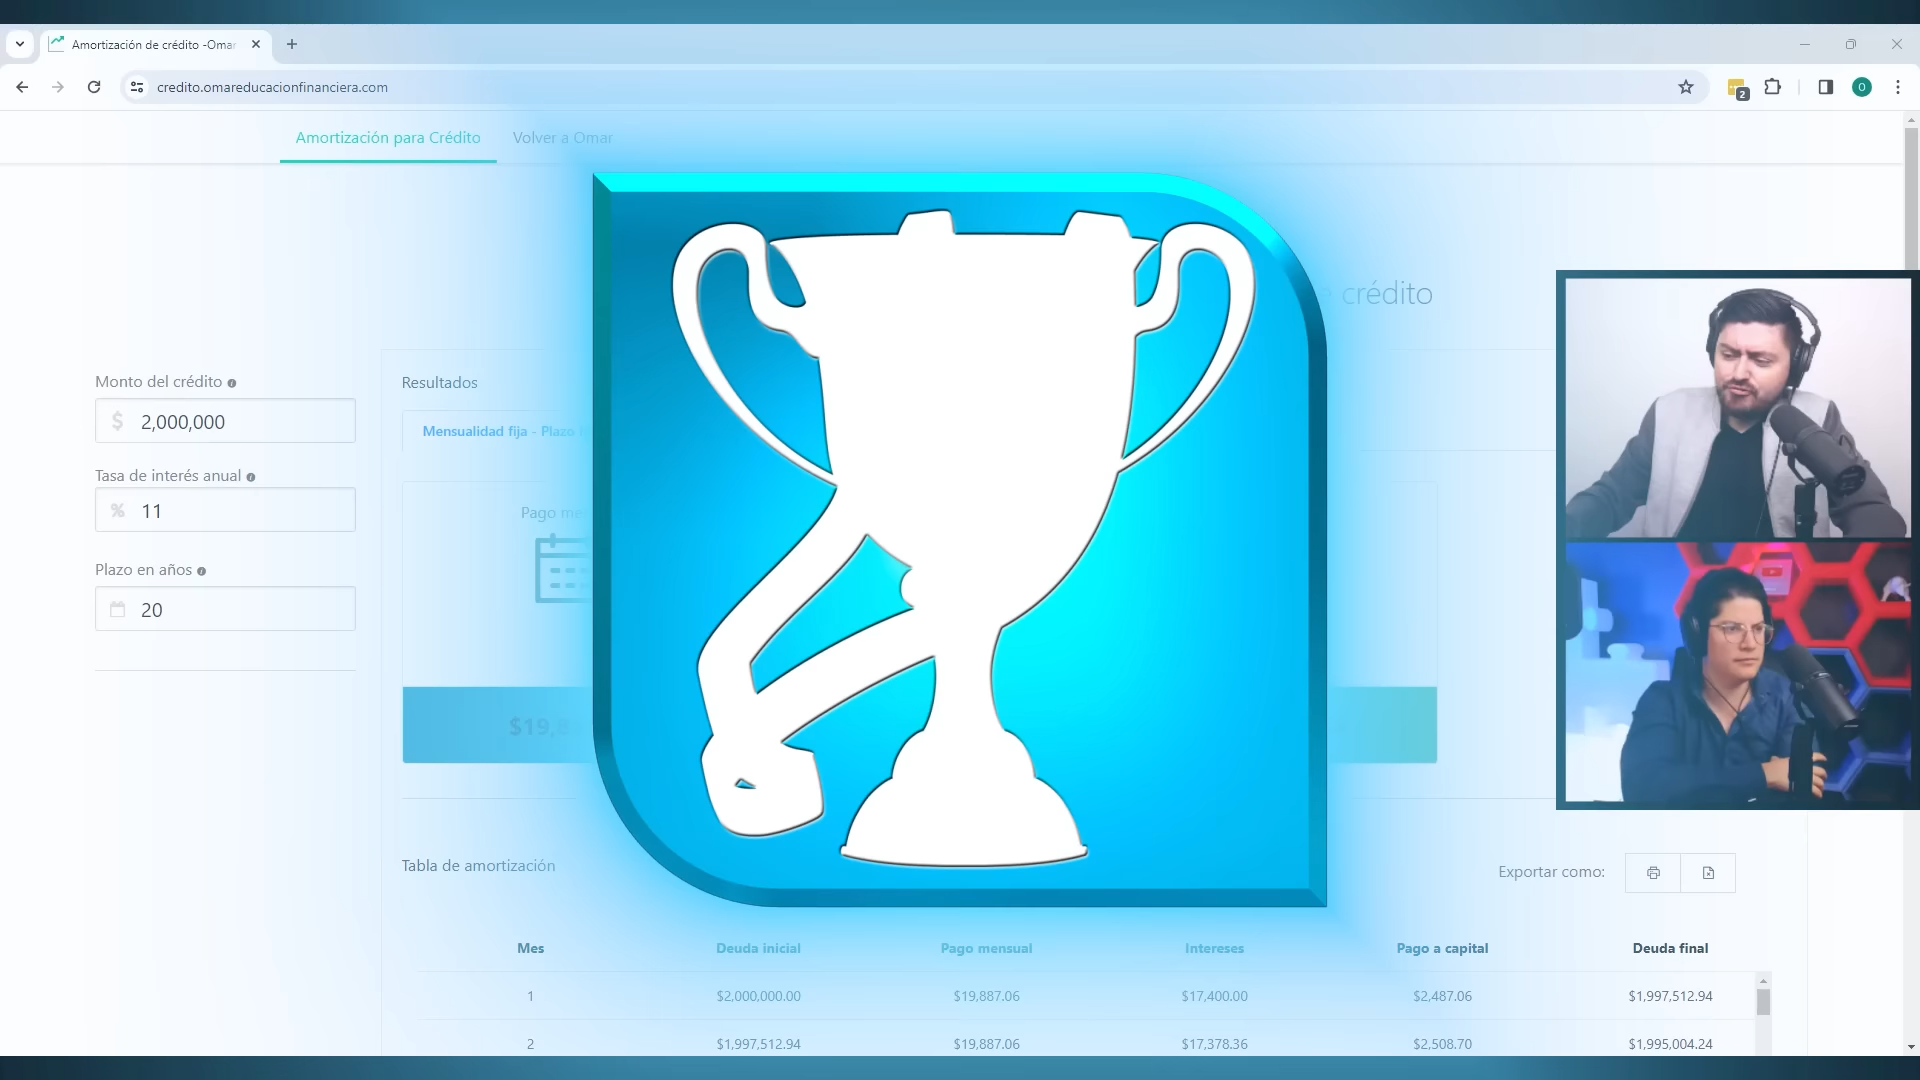 Amortización de crédito -Omar
credito.omareducacionfinanciera.com
2
O
Amortización para Crédito
Volver a Omar
crédito
Monto del crédito
$ 2,000,000
Tasa de interés anual
% 11
Plazo en años
20
Resultados
Mensualidad fija - Plazo
Pago
$19,8
Tabla de amortización
Exportar como:
Mes Deuda inicial Pago mensual Intereses Pago a capital Deuda final
1 $2,000,000.00 $19,887.06 $17,400.00 $2,487.06 $1,997,512.94
2 $1,997,512.94 $19,887.06 $17,378.36 $2,508.70 $1,995,004.24